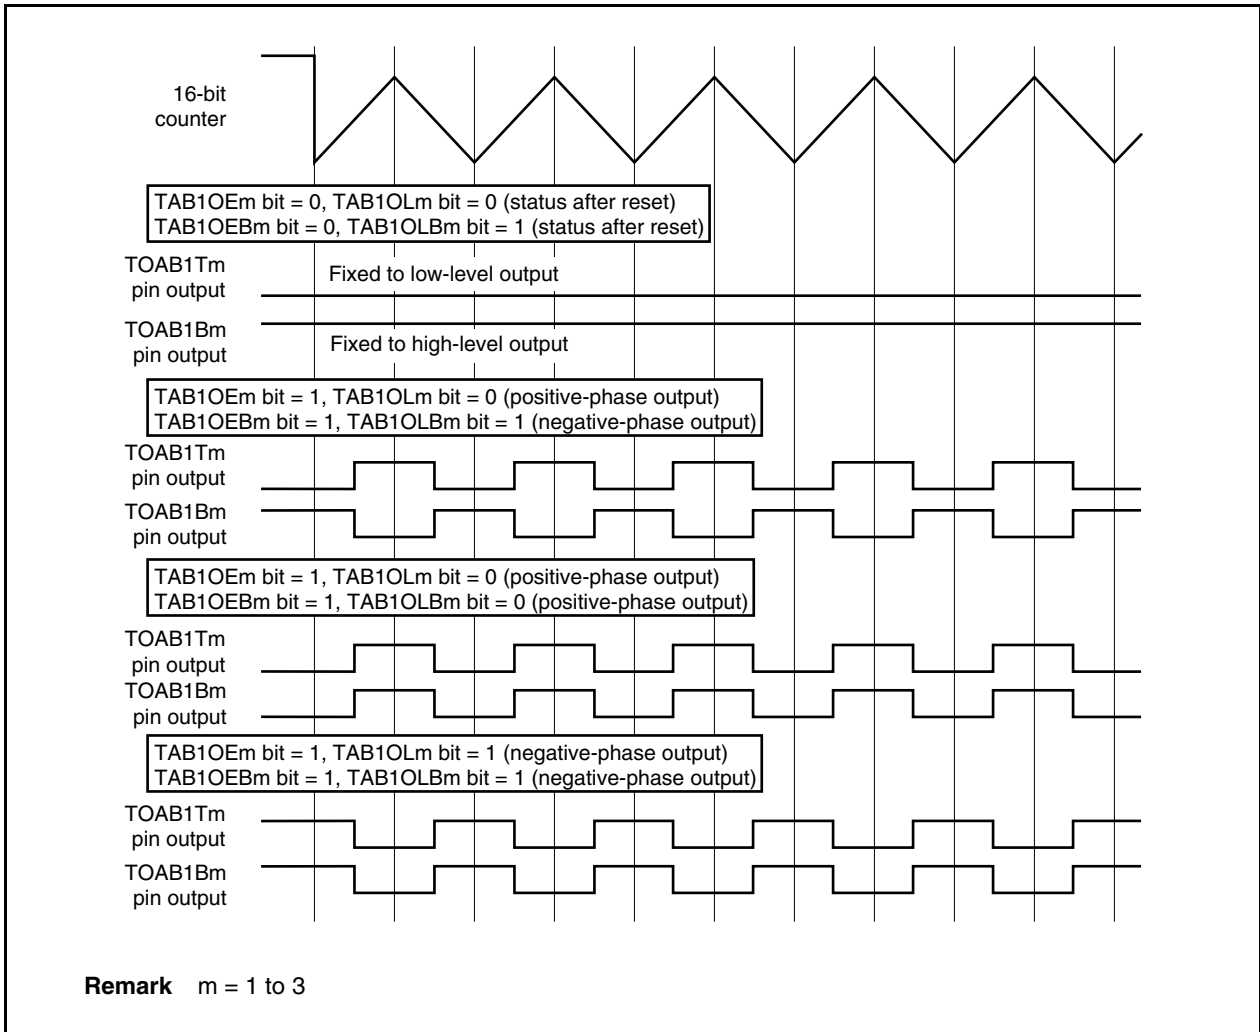 16-bit
counter
TAB1OEm bit = 0, TAB1OLm bit = 0 (status after reset)
TAB1OEBm bit = 0, TAB1OLBm bit = 1 (status after reset)
TOAB1Tm
pin output
Fixed to low-level output
TOAB1Bm
pin output
Fixed to high-level output
TAB1OEm bit = 1, TAB1OLm bit = 0 (positive-phase output)
TAB1OEBm bit = 1, TAB1OLBm bit = 1 (negative-phase output)
TOAB1Tm
pin output
TOAB1Bm
pin output
TAB1OEm bit = 1, TAB1OLm bit = 0 (positive-phase output)
TAB1OEBm bit = 1, TAB1OLBm bit = 0 (positive-phase output)
TOAB1Tm
pin output
TOAB1Bm
pin output
TAB1OEm bit = 1, TAB1OLm bit = 1 (negative-phase output)
TAB1OEBm bit = 1, TAB1OLBm bit = 1 (negative-phase output)
TOAB1Tm
pin output
TOAB1Bm
pin output
Remark m = 1 to 3